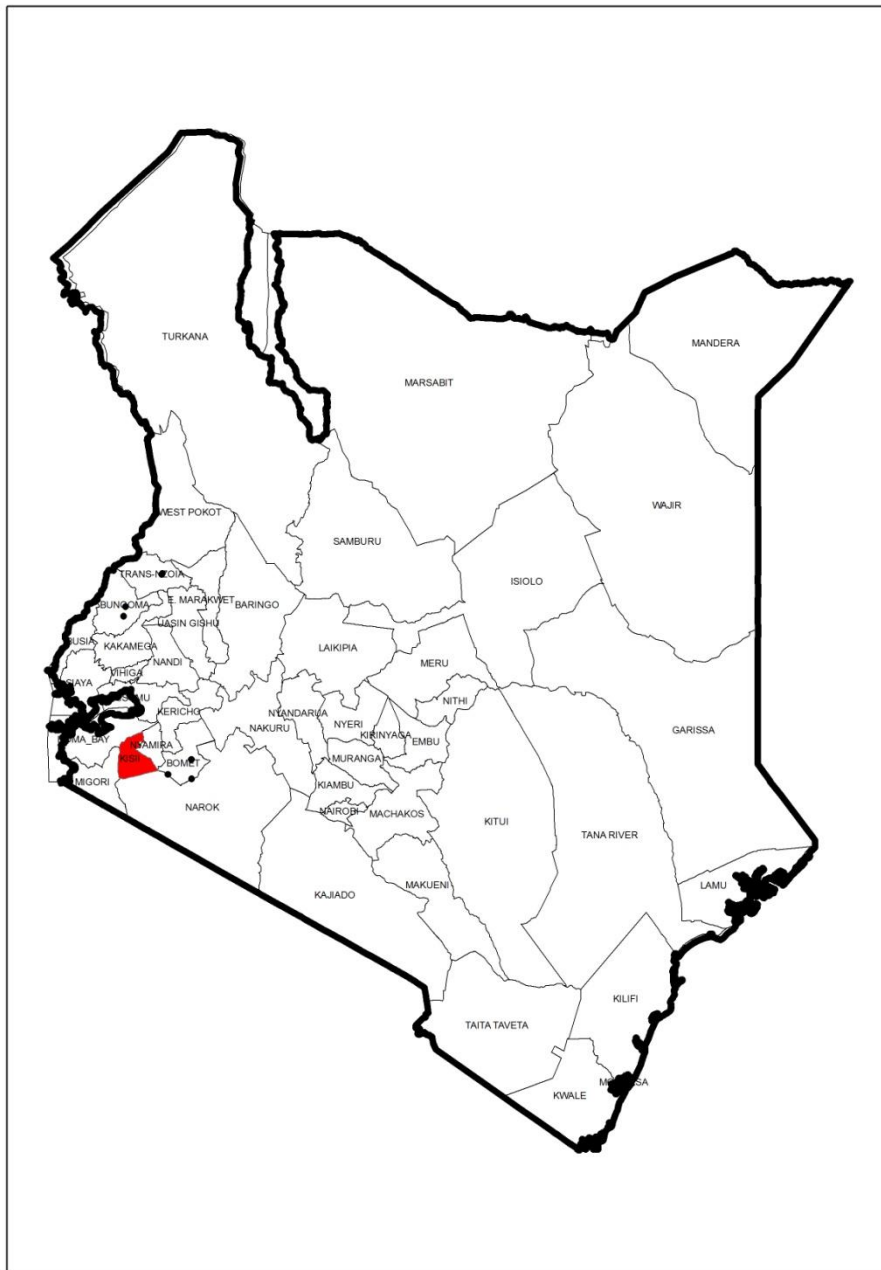 TURKANA
MANDERA
MARSABIT
WAJIR
WEST POKOT
SAMBURU
TRANS-NZOIA
ISIOLO
E. MARAKWET
BUNGOMA
BARINGO
UASIN GISHU
BUSIA
KAKAMEGA
LAIKIPIA
NANDI
MERU
VIHIGA
SIAYA
NITHI
KERICHO
NYANDARUA
NYERI
NAKURU
GARISSA
KIRINYAGA
EMBU
NYAMIRA
KISII
MURANGA
BOMET
MIGORI
KIAMBU
NAROK
NAIROBI
MACHAKOS
KITUI
TANA RIVER
MAKUENI
LAMU
KAJIADO
KILIFI
TAITA TAVETA
KWALE